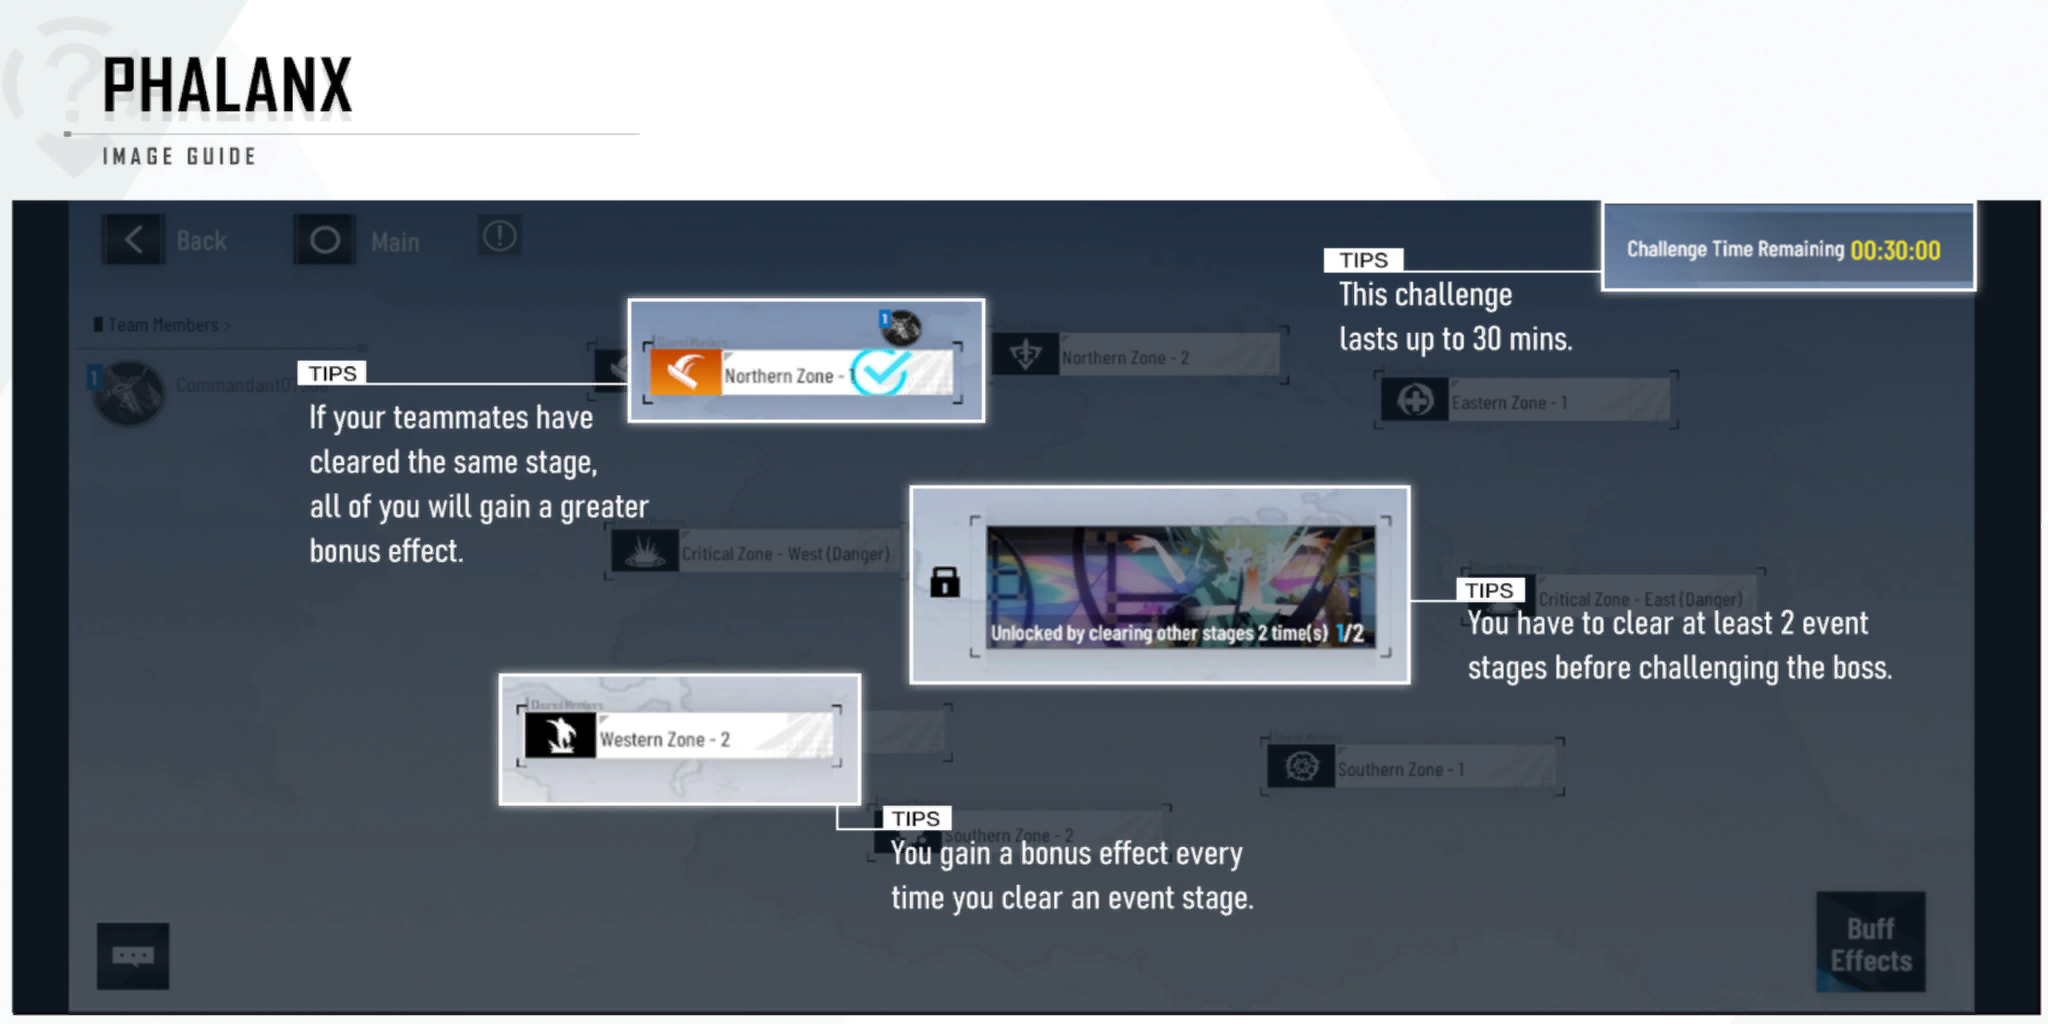 PHALANX
IMAGE GUIDE
Back
Main
Challenge Time Remaining 00:30:00
TIPS
This challenge
lasts up to 30 mins.
Team Members >
1
TIPS
If your teammates have
cleared the same stage,
all of you will gain a greater
bonus effect.
1
Northern Zone - 1
Northern Zone - 2
Eastern Zone - 1
Critical Zone - West (Danger)
Unlocked by clearing other stages 2 time(s) 1/2
TIPS
Critical Zone - East (Danger)
You have to clear at least 2 event
stages before challenging the boss.
Cleared Members
Western Zone - 2
Southern Zone - 1
TIPS
Southern Zone - 2
You gain a bonus effect every
time you clear an event stage.
Buff
Effects